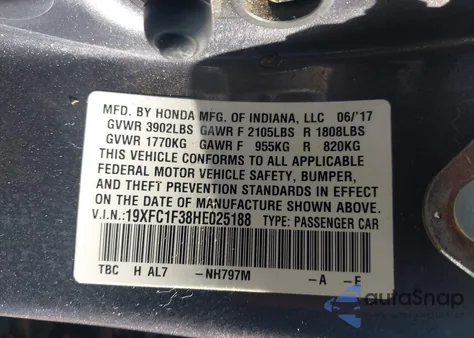 MFD. BY HONDA MFG. OF INDIANA, LLC 06/'17
GVWR 3902LBS GAWR F 2105LBS R 1808LBS
GVWR 1770KG GAWR F 955KG R 820KG
THIS VEHICLE CONFORMS TO ALL APPLICABLE
FEDERAL MOTOR VEHICLE SAFETY, BUMPER,
AND THEFT PREVENTION STANDARDS IN EFFECT
ON THE DATE OF MANUFACTURE SHOWN ABOVE.
V.I.N.:19XFC1F38HE025188 TYPE: PASSENGER CAR
TBC H AL7 -NH797M -A -E
autoSnap